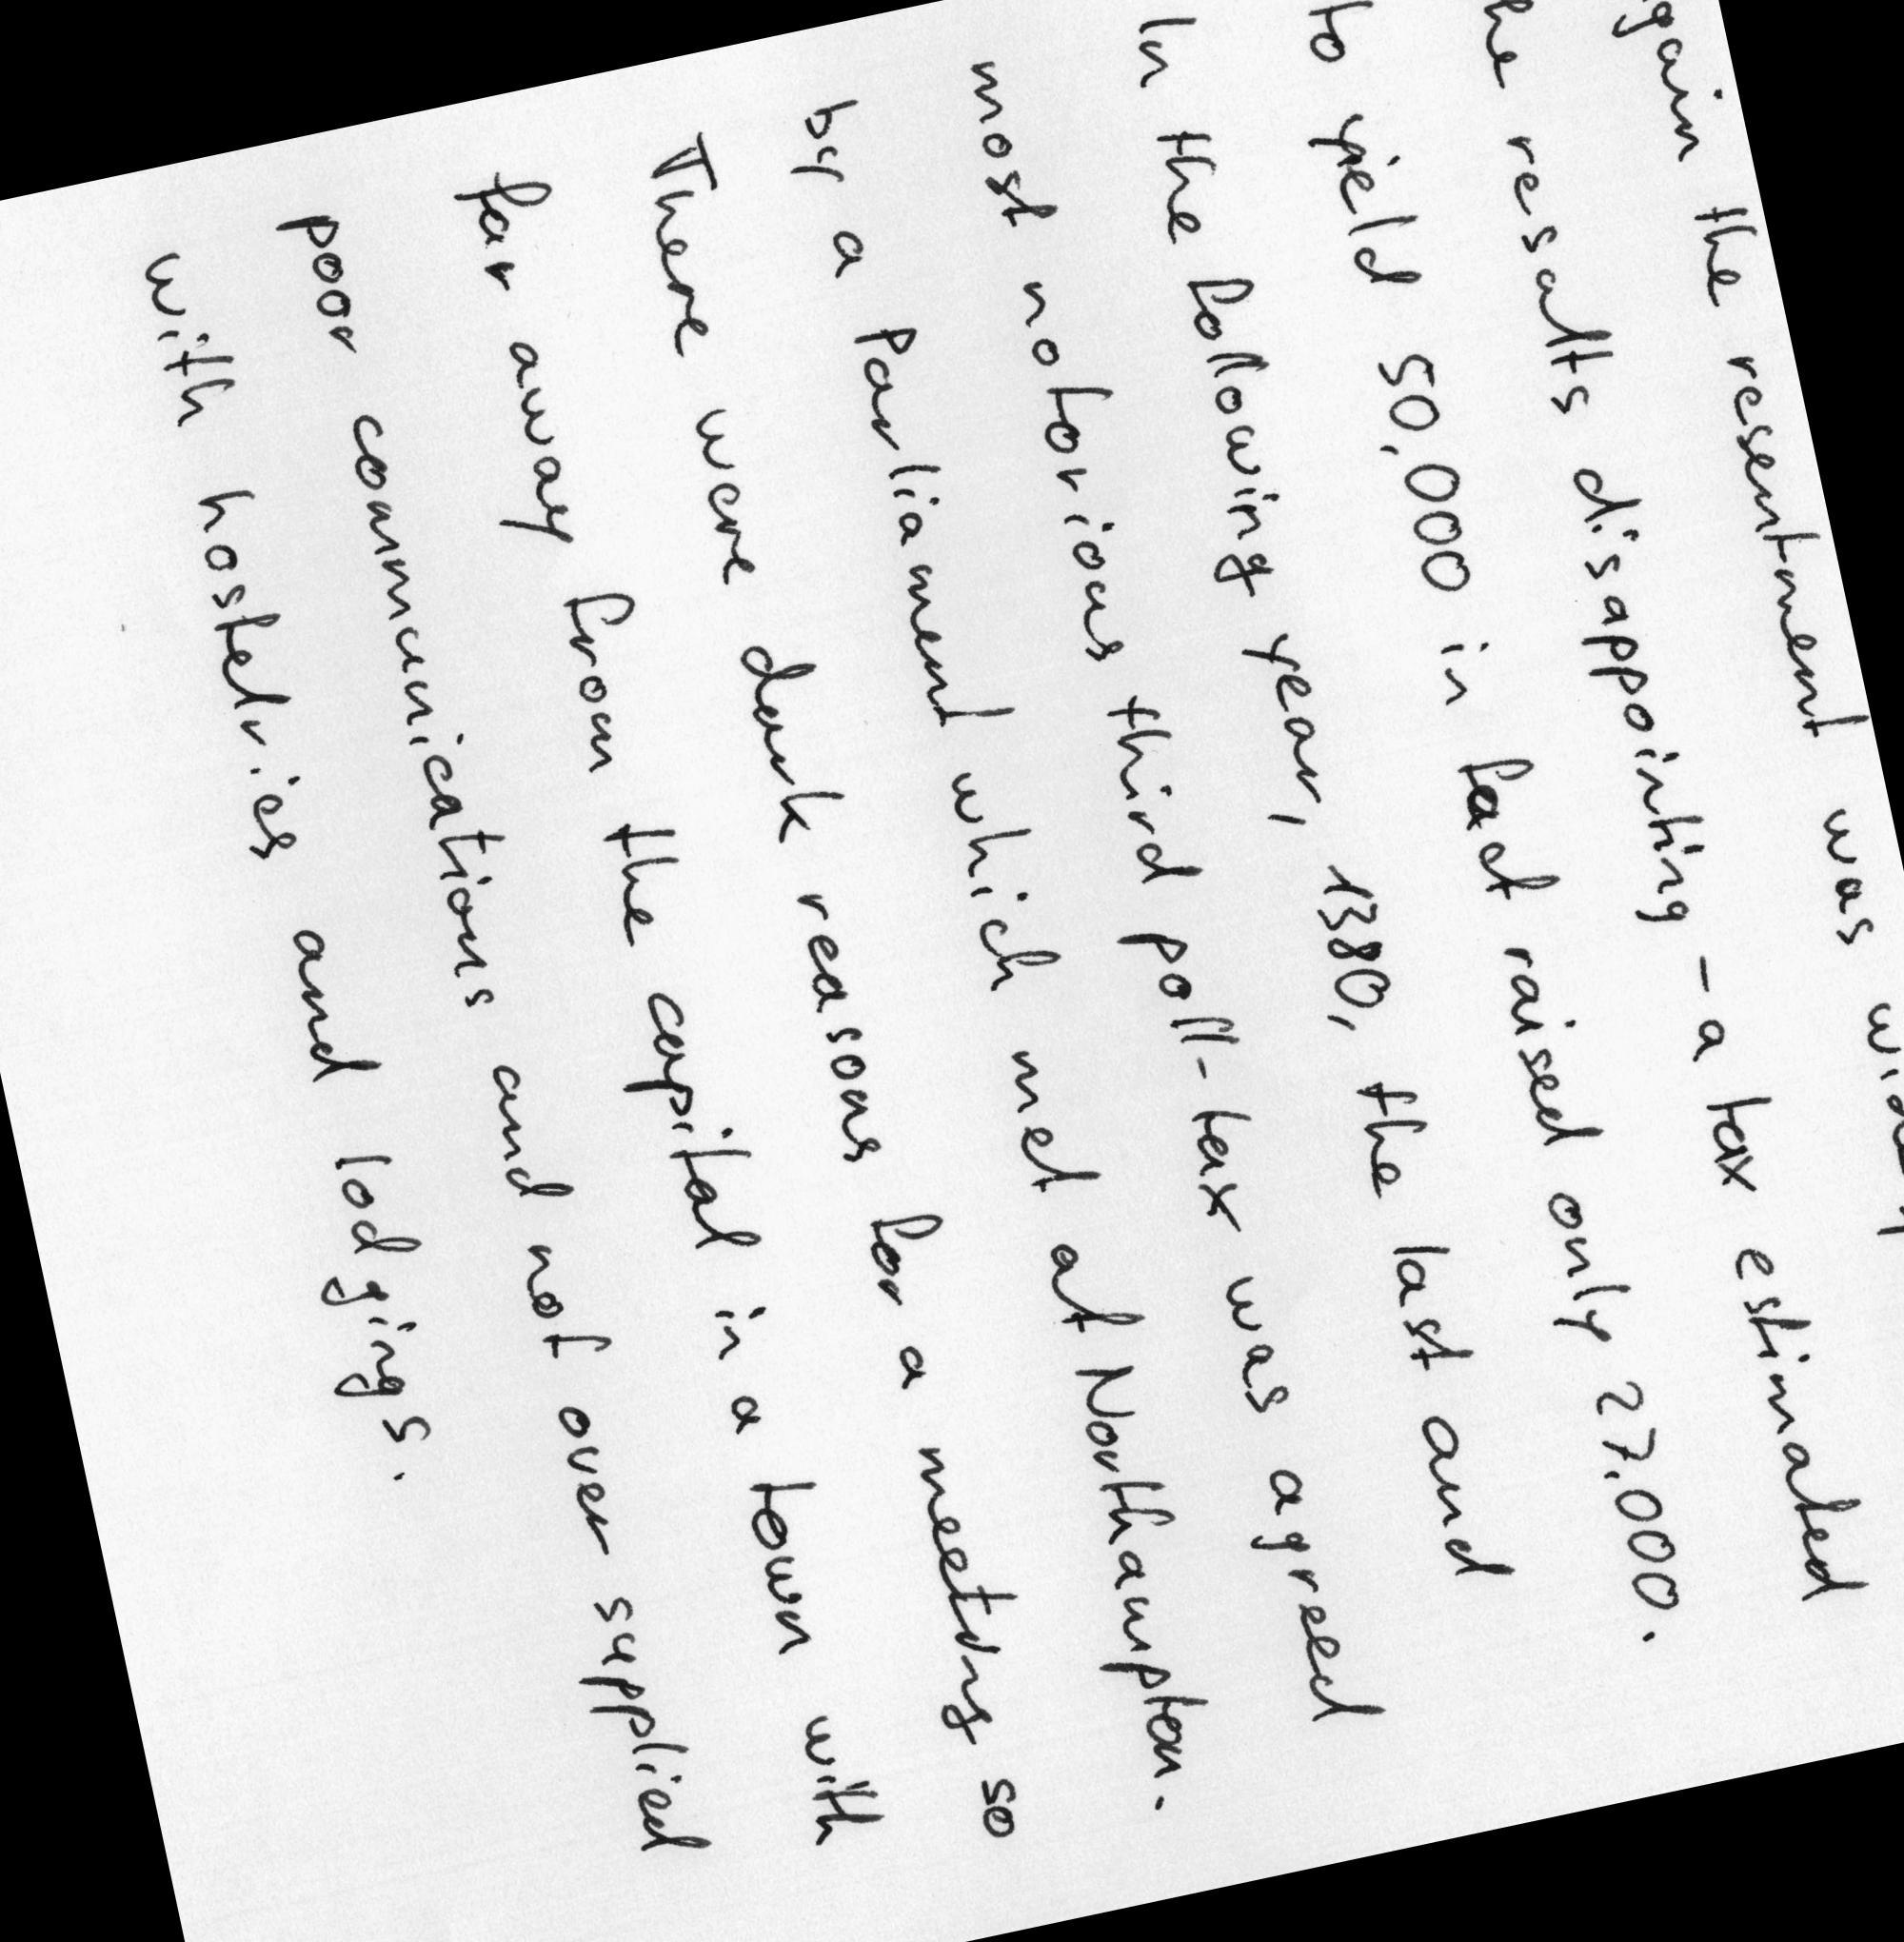 the resentment was
results disappointing - a tax estimated
to yield 50,000 in fact raised only 27,000.
In the following year, 1380, the last and
most notorious third poll-tax was agreed
by a Parliament which met at Northampton.
There were dark reasons for a meeting so
far away from the capital in a town with
poor communications and not over supplied
with hostelries and lodgings.